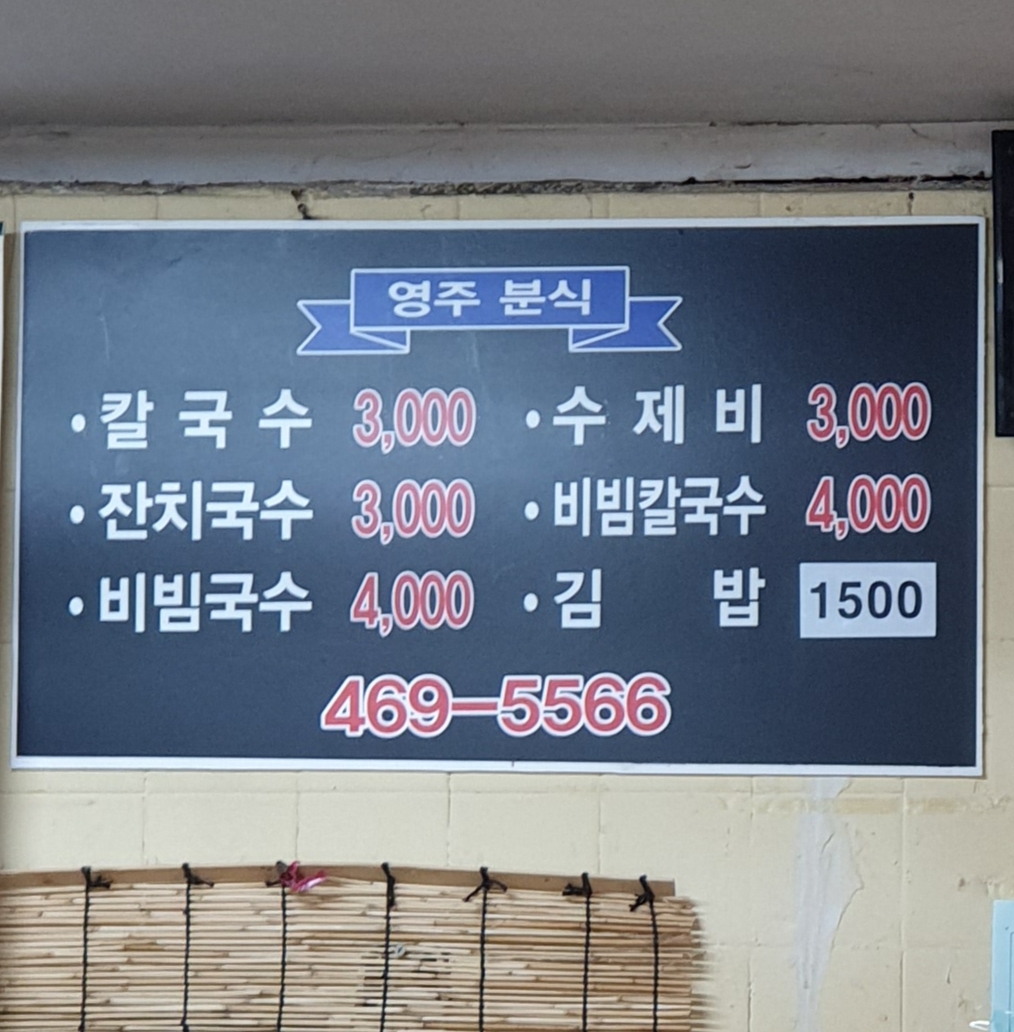 영주 분식
·칼국수 3,000 ·수제비 3,000
·잔치국수 3,000 ·비빔칼국수 4,000
·비빔국수 4,000 ·김밥 1500
469-5566